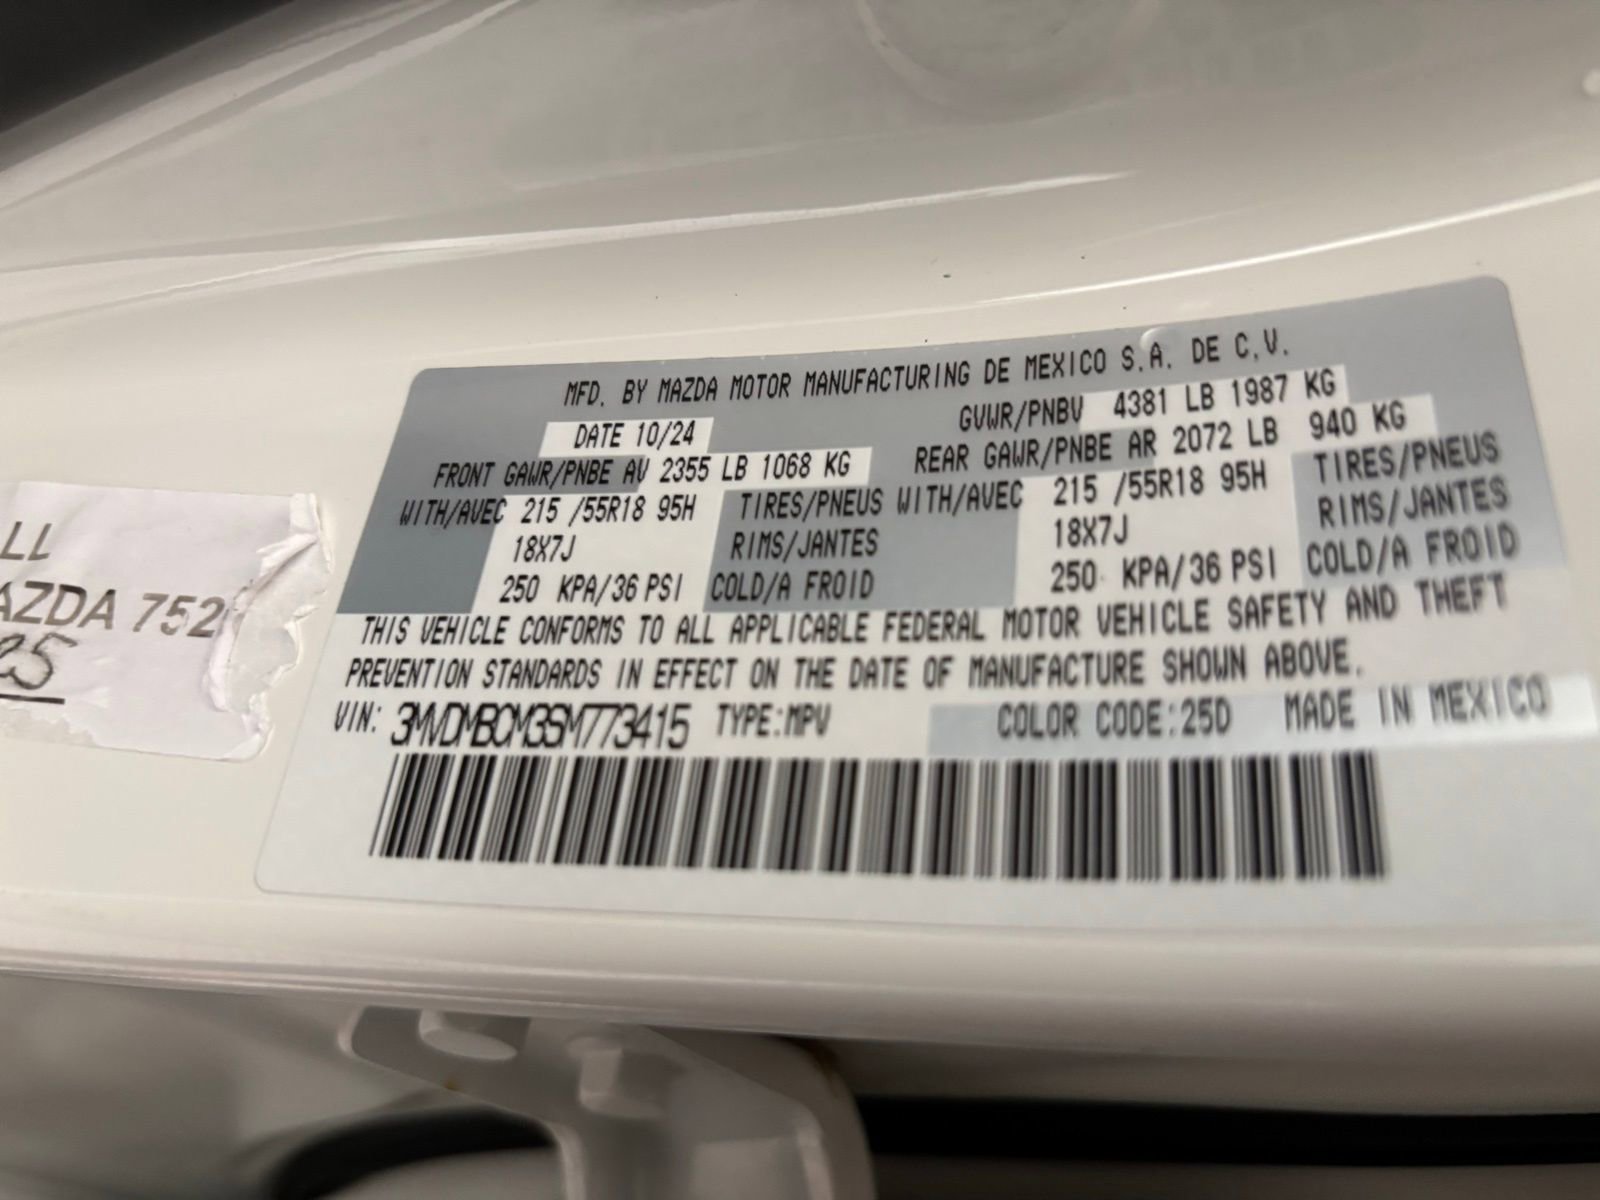 MFD. BY MAZDA MOTOR MANUFACTURING DE MEXICO S.A. DE C.V.
DATE 10/24 GVWR/PNBV 4381 LB 1987 KG
FRONT GAWR/PNBE AV 2355 LB 1068 KG REAR GAWR/PNBE AR 2072 LB 940 KG
WITH/AVEC 215 /55R18 95H TIRES/PNEUS WITH/AVEC 215 /55R18 95H TIRES/PNEUS
18X7J RIMS/JANTES 18X7J RIMS/JANTES
250 KPA/36 PSI COLD/A FROID 250 KPA/36 PSI COLD/A FROID
THIS VEHICLE CONFORMS TO ALL APPLICABLE FEDERAL MOTOR VEHICLE SAFETY AND THEFT
PREVENTION STANDARDS IN EFFECT ON THE DATE OF MANUFACTURE SHOWN ABOVE.
VIN: 3MVDMBCM3SM773415 TYPE:MPV COLOR CODE:25D MADE IN MEXICO
LL
AZDA 752
25